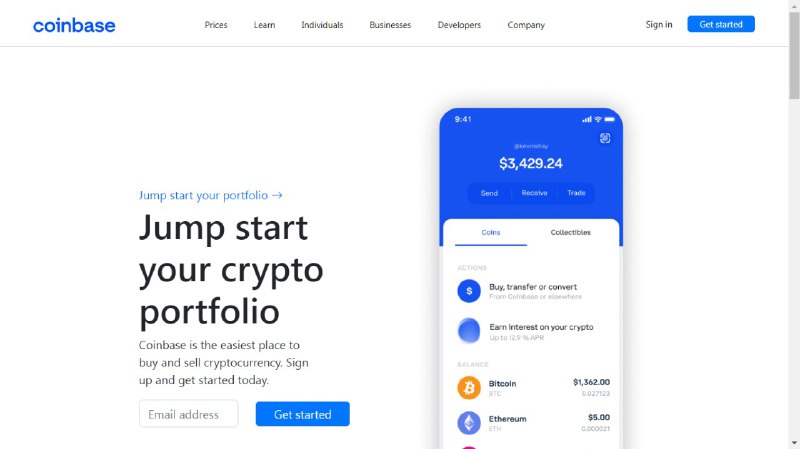 coinbase
Prices Learn Individuals Businesses Developers Company
Sign in Get started
Jump start your portfolio →
Jump start
your crypto
portfolio
Coinbase is the easiest place to
buy and sell cryptocurrency. Sign
up and get started today.
Email address Get started
9:41
$3,429.24
Send Receive Trade
Coins Collectibles
ACTIONS
$
Buy, transfer or convert
From Coinbase or elsewhere
Earn interest on your crypto
Up to 12.9 % APR
BALANCE
Bitcoin $1,362.00
BTC 0.027123
Ethereum $5.00
ETH 0.000021